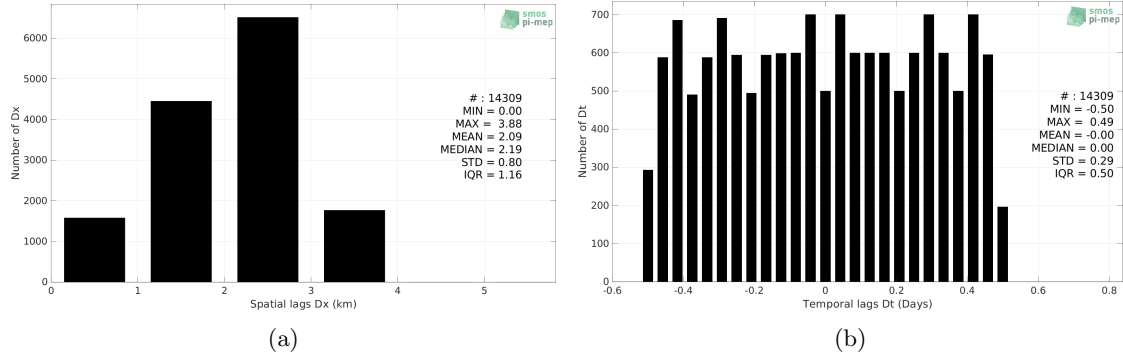 smos
pi-mep
6000
5000
4000
3000
2000
1000
0
Number of Dx
# : 14309
MIN = 0.00
MAX = 3.88
MEAN = 2.09
MEDIAN = 2.19
STD = 0.80
IQR = 1.16
0 1 2 3 4 5
Spatial lags Dx (km)
(a)
smos
pi-mep
700
600
500
400
300
200
100
0
Number of Dt
# : 14309
MIN = -0.50
MAX = 0.49
MEAN = -0.00
MEDIAN = 0.00
STD = 0.29
IQR = 0.50
-0.6 -0.4 -0.2 0 0.2 0.4 0.6 0.8
Temporal lags Dt (Days)
(b)